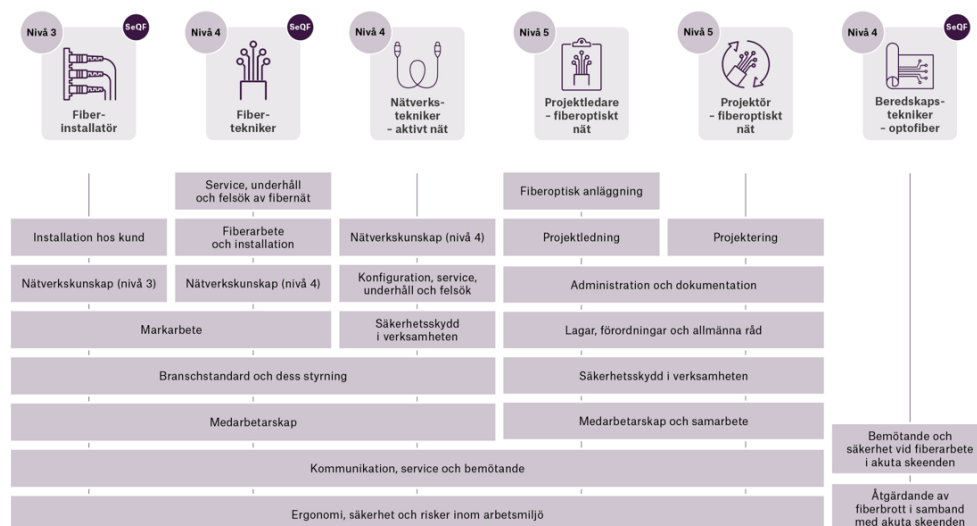 Nivå 3
SeQF
Nivå 4
SeQF
Nivå 4
Nivå 5
Nivå 5
Nivå 4
SeQF
Fiber-
installatör
Fiber-
tekniker
Nätverks-
tekniker
– aktivt nät
Projektledare
– fiberoptiskt
nät
Projektör
– fiberoptiskt
nät
Beredskaps-
tekniker
– optofiber
Service, underhåll
och felsök av fibernät
Fiberoptisk anläggning
Installation hos kund
Fiberarbete
och installation
Nätverkskunskap (nivå 4)
Projektledning
Projektering
Nätverkskunskap (nivå 3)
Nätverkskunskap (nivå 4)
Konfiguration, service,
underhåll och felsök
Administration och dokumentation
Markarbete
Säkerhetsskydd
i verksamheten
Lagar, förordningar och allmänna råd
Branschstandard och dess styrning
Säkerhetsskydd i verksamheten
Medarbetarskap
Medarbetarskap och samarbete
Bemötande och
säkerhet vid fiberarbete
i akuta skeenden
Kommunikation, service och bemötande
Ergonomi, säkerhet och risker inom arbetsmiljö
Åtgärdande av
fiberbrott i samband
med akuta skeenden